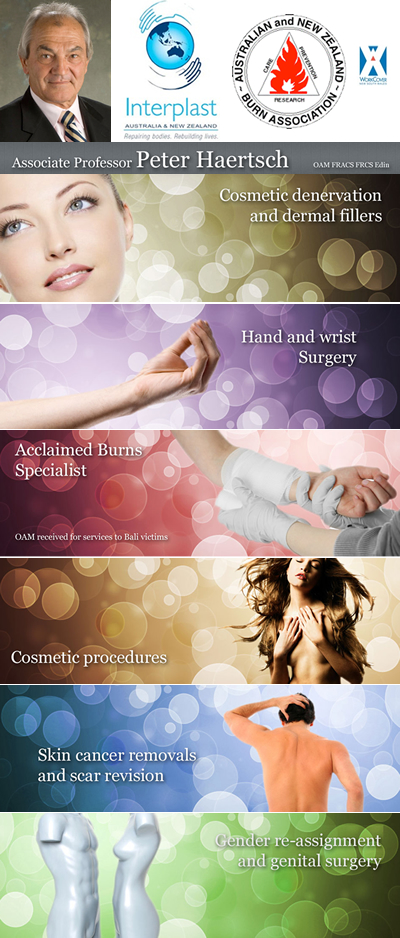 Interplast
AUSTRALIA & NEW ZEALAND
Repairing bodies. Rebuilding lives.
AUSTRALIAN and NEW ZEALAND
BURN ASSOCIATION
CARE
PREVENTION
RESEARCH
WORKCOVER
Associate Professor Peter Haertsch OAM FRACS FRCS Edin
Cosmetic denervation
and dermal fillers
Hand and wrist
Surgery
Acclaimed Burns
Specialist
OAM received for services to Bali victims
Cosmetic procedures
Skin cancer removals
and scar revision
Gender re-assignment
and genital surgery